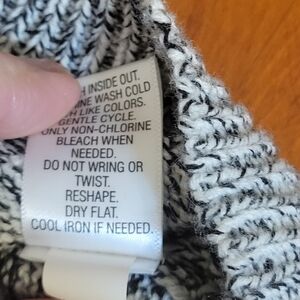 INSIDE OUT.
WASH COLD
LIKE COLORS.
GENTLE CYCLE.
ONLY NON-CHLORINE
BLEACH WHEN
NEEDED.
DO NOT WRING OR
TWIST.
RESHAPE.
DRY FLAT.
COOL IRON IF NEEDED.